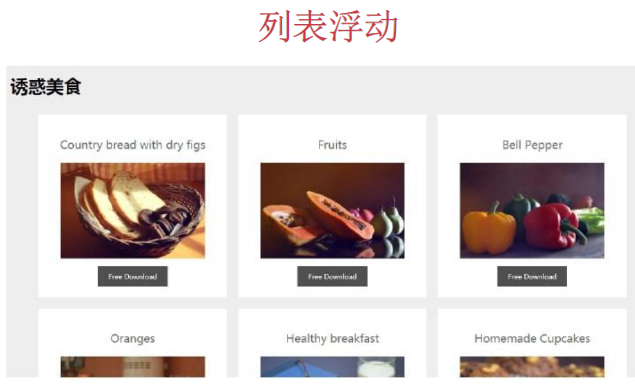 列表浮动
诱惑美食
Country bread with dry figs
Fruits
Bell Pepper
Free Download
Free Download
Free Download
Oranges
Healthy breakfast
Homemade Cupcakes